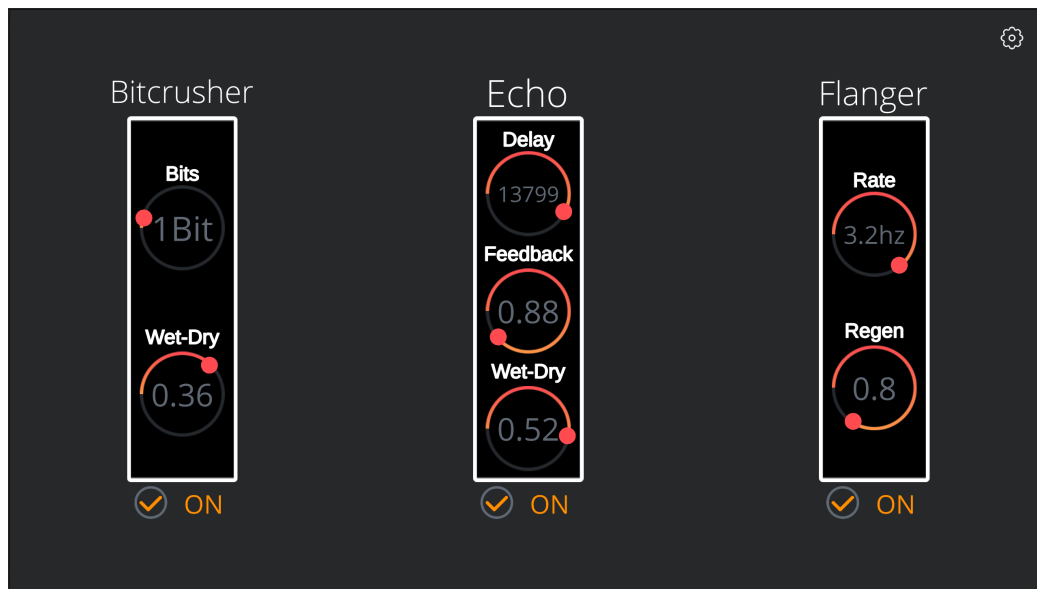 Bitcrusher
Bits
1Bit
Wet-Dry
0.36
ON
Echo
Delay
13799
Feedback
0.88
Wet-Dry
0.52
ON
Flanger
Rate
3.2hz
Regen
0.8
ON